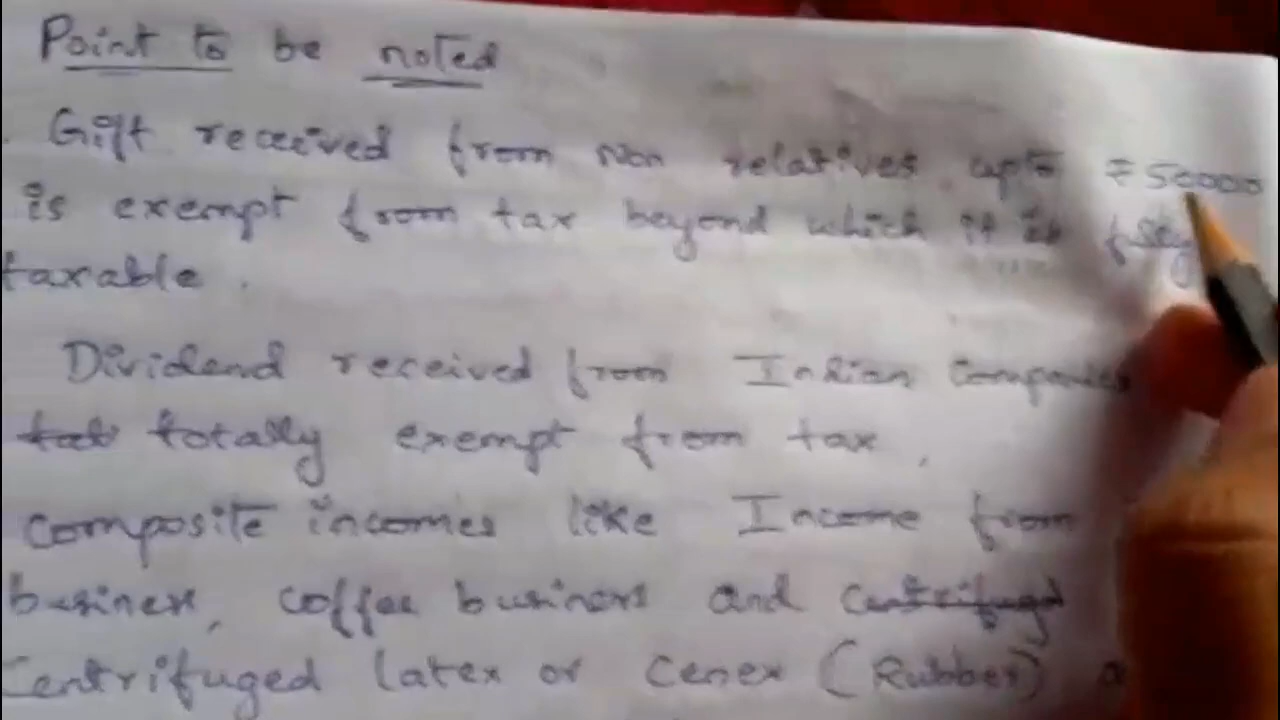 Point to be noted
Gift received from Non relatives upto ₹ 50000
is exempt from tax beyond which it is fully
taxable.
Dividend received from Indian Companies
totally exempt from tax.
Composite incomes like Income from
business, coffee business and Centrifuged
Centrifuged latex or cenex (Rubber)